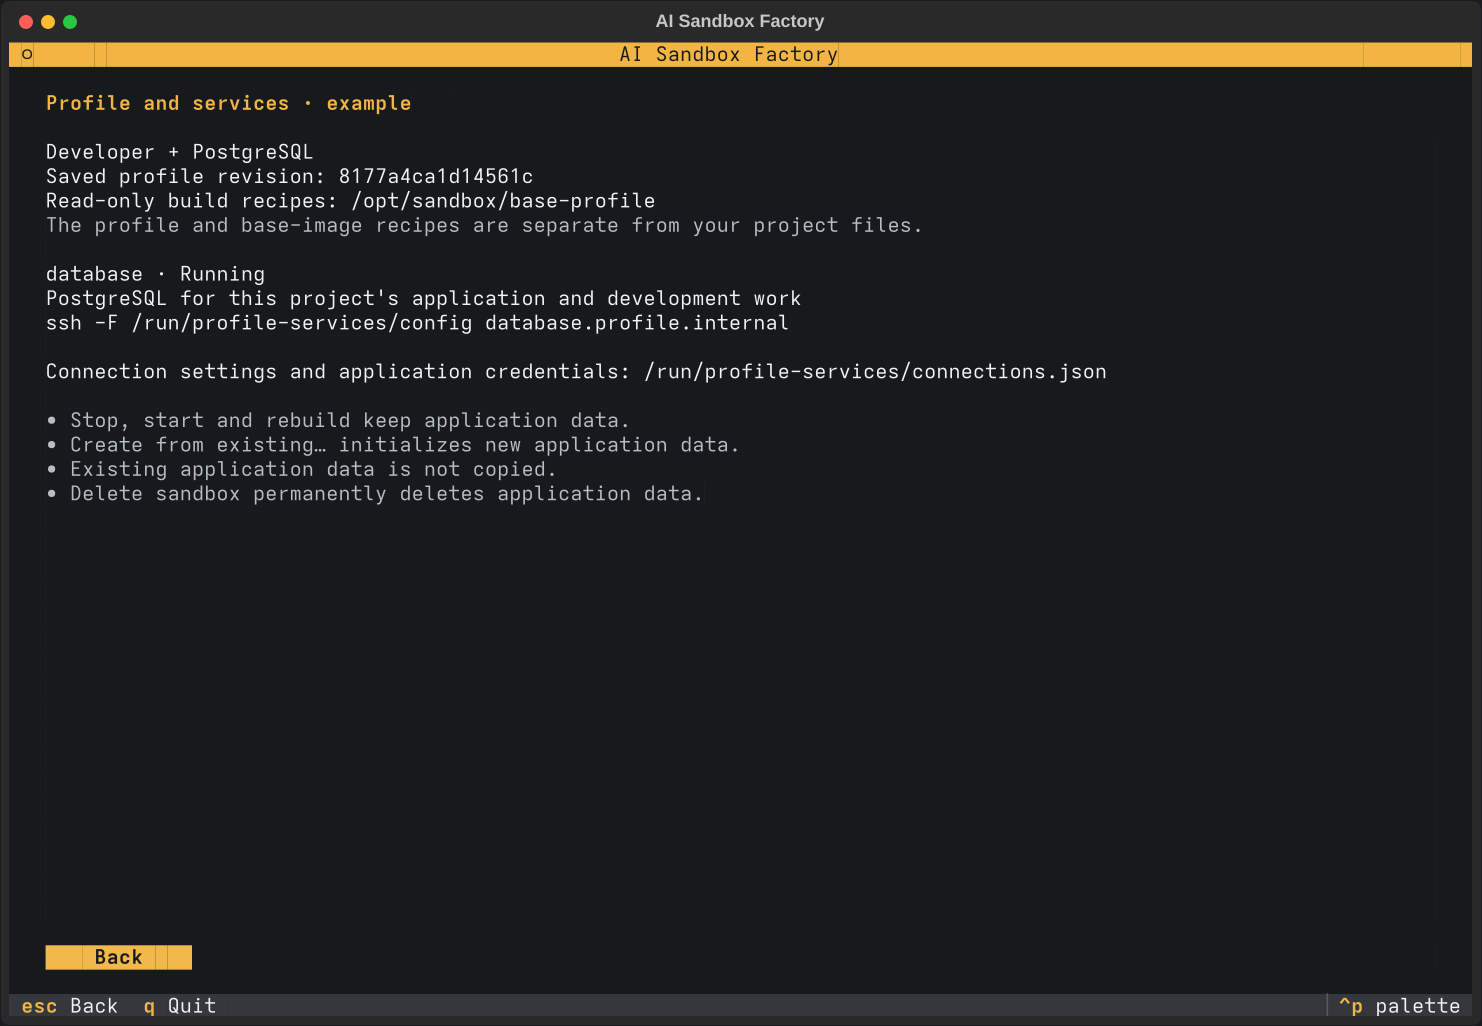 AI Sandbox Factory
O AI Sandbox Factory
Profile and services · example
Developer + PostgreSQL
Saved profile revision: 8177a4ca1d14561c
Read-only build recipes: /opt/sandbox/base-profile
The profile and base-image recipes are separate from your project files.
database · Running
PostgreSQL for this project's application and development work
ssh -F /run/profile-services/config database.profile.internal
Connection settings and application credentials: /run/profile-services/connections.json
• Stop, start and rebuild keep application data.
• Create from existing… initializes new application data.
• Existing application data is not copied.
• Delete sandbox permanently deletes application data.
Back
esc Back q Quit ^p palette